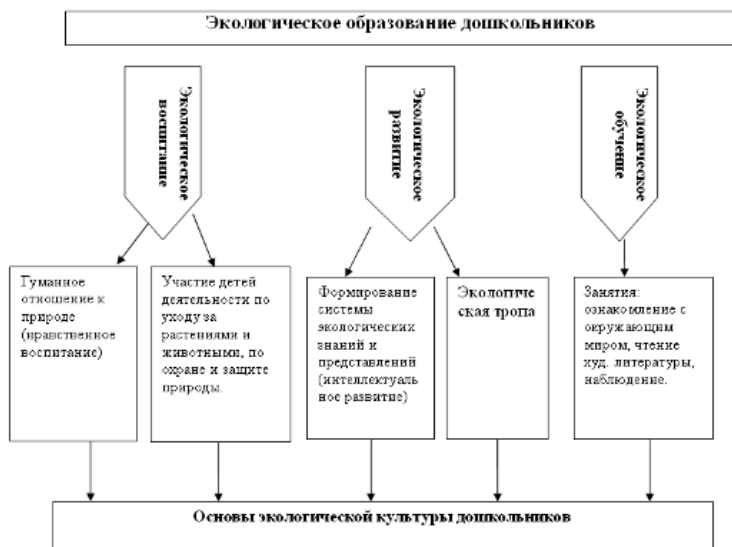 Экологическое образование дошкольников
Экологическое
воспитание
Экологическое
развитие
Экологическое
обучение
Гуманное
отношение к
природе
(нравственное
воспитание)
Участие детей
деятельности по
уходу за
растениями и
животными, по
охране и защите
природы.
Формирование
системы
экологических
знаний и
представлений
(интеллектуаль
ное развитие)
Экологиче
ская тропа
Занятия:
ознакомление с
окружающим
миром, чтение
худ. литературы,
наблюдение.
Основы экологической культуры дошкольников